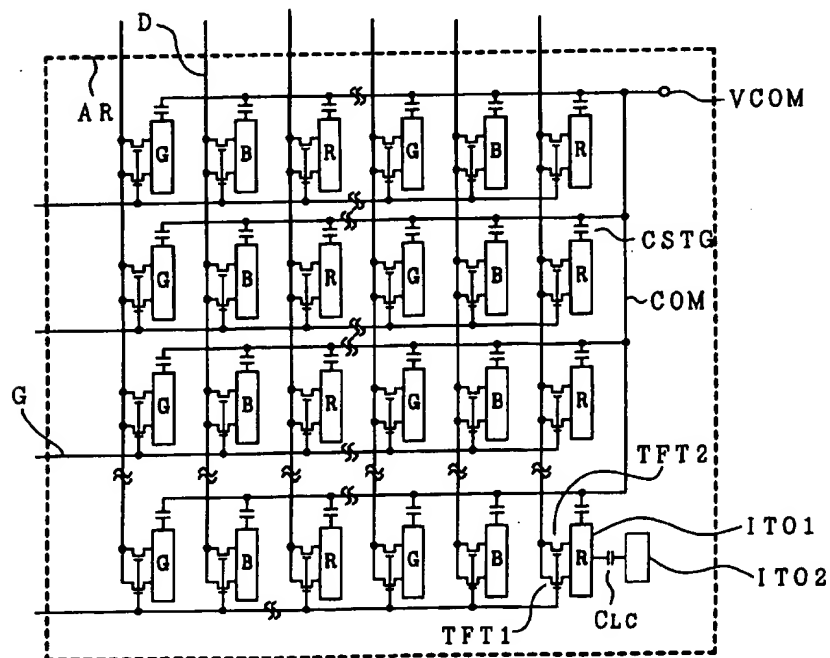 D
AR
VCOM
G B R G B R
CSTG
G B R G B R
COM
G B R G B R
G
TFT2
ITO1
G B R G B R
ITO2
TFT1
CLC